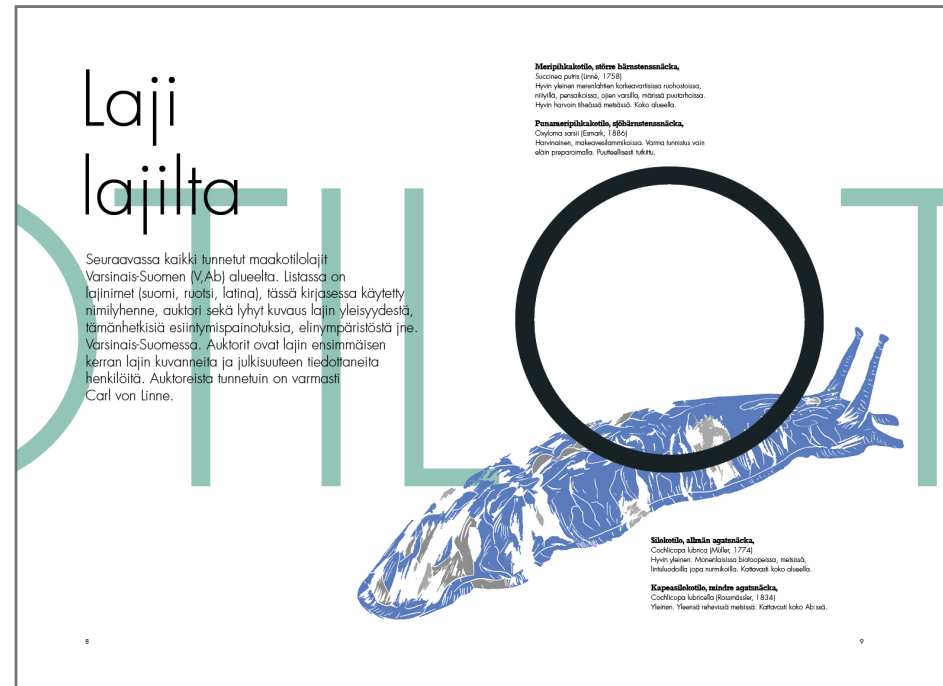 Laji
lajilta
Seuraavassa kaikki tunnetut maakotilolajit
Varsinais-Suomen (V,Ab) alueelta. Listassa on
lajinimet (suomi, ruotsi, latina), tässä kirjasessa käytetty
nimilyhenne, auktori sekä lyhyt kuvaus lajin yleisyydestä,
tämänhetkisiä esiintymispainotuksia, elinympäristöstä jne.
Varsinais-Suomessa. Auktorit ovat lajin ensimmäisen
kerran lajin kuvanneita ja julkisuuteen tiedottaneita
henkilöitä. Auktoreista tunnetuin on varmasti
Carl von Linne.
OTILOT
Meripihkakotilo, större bärnstenssnäcka,
Succinea putris (Linné, 1758)
Hyvin yleinen merenlahtien korkeavartisissa ruohostoissa,
niityillä, pensaikoissa, ojien varsilla, märissä puutarhoissa.
Hyvin harvoin tiheässä metsässä. Koko alueella.
Punameripihkakotilo, sjöbärnstenssnäcka,
Oxyloma sarsii (Esmark, 1886)
Harvinainen, makeavesilammikoissa. Varma tunnistus vain
eläin preparoimalla. Puutteellisesti tutkittu.
Silokotilo, allmän agatsnäcka,
Cochlicopa lubrica (Müller, 1774)
Hyvin yleinen. Monenlaisissa biotoopeissa, metsissä,
lintuluodoilla jopa nurmikoilla. Kattavasti koko alueella.
Kapeasilokotilo, mindre agatsnäcka,
Cochlicopa lubricella (Rossmässler, 1834)
Yleinen. Yleensä rehevissä metsissä. Kattavasti koko Ab:ssä.
8
9